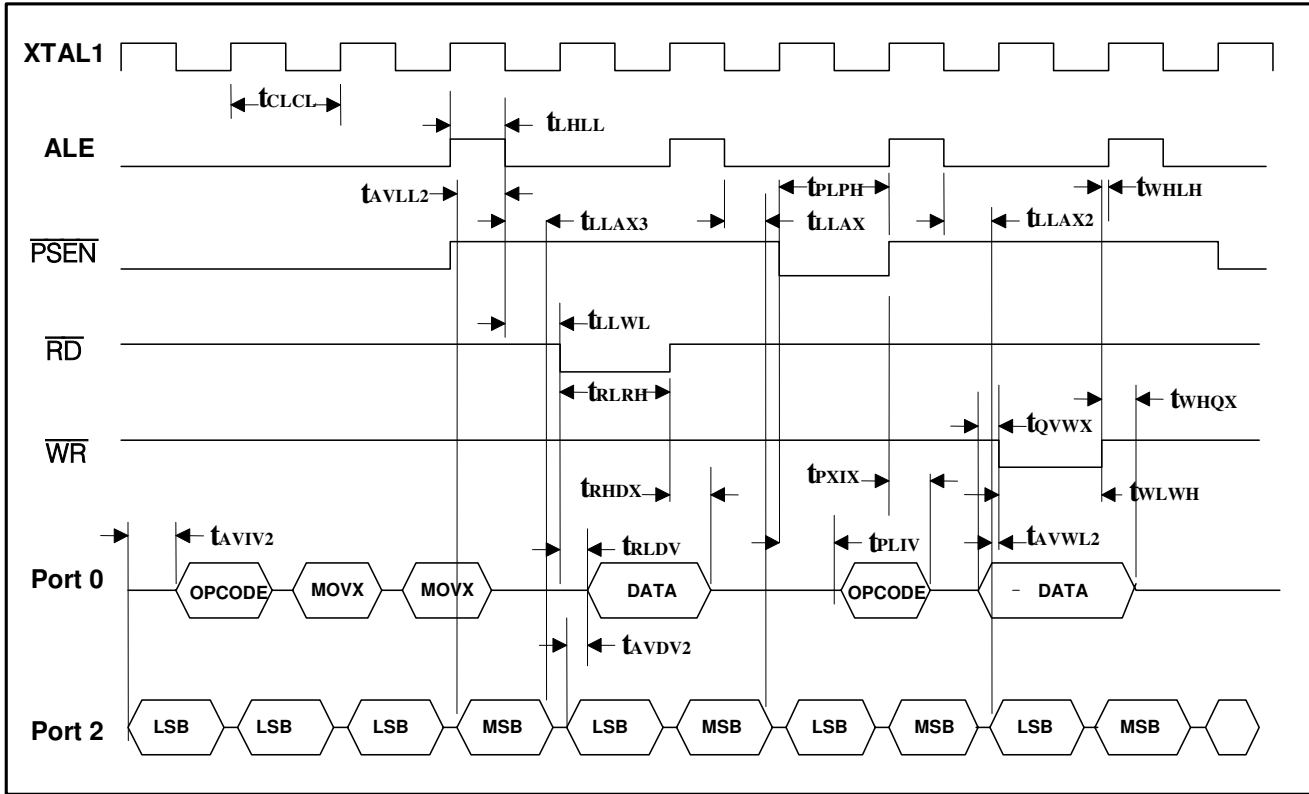 XTAL1
tCLCL
tLHLL
ALE
tAVLL2
tPLPH
tWHLH
tLLAX3
tLLAX
tLLAX2
PSEN
tLLWL
RD
tRLRH
tWHQX
tQVWX
WR
tRHDX
tPXIX
tWLWH
tAVIV2
tRLDV
tPLIV
tAVWL2
Port 0
OPCODE MOVX MOVX DATA OPCODE - DATA
tAVDV2
Port 2
LSB LSB LSB MSB LSB MSB LSB MSB LSB MSB